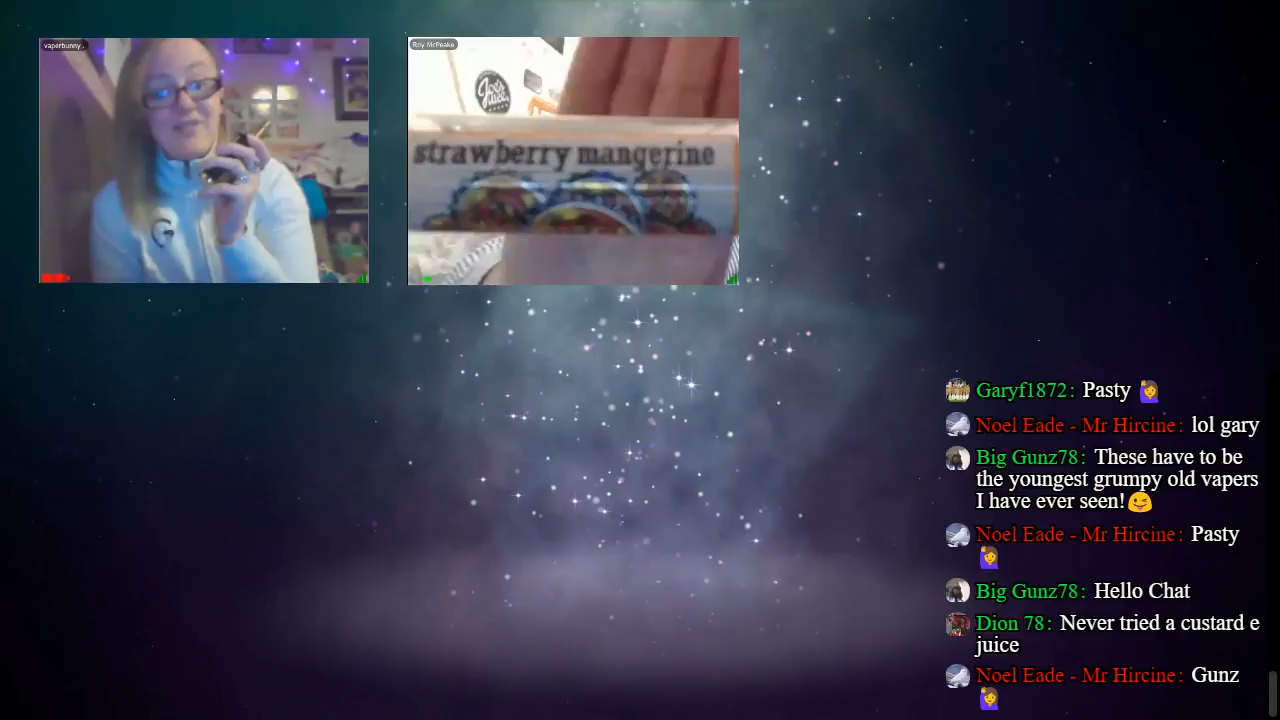 vaperbunny .
Roy McPeake
Joe's
Juice
strawberry mangerine
Garyf1872: Pasty 🙋‍♀️
Noel Eade - Mr Hircine: lol gary
Big Gunz78: These have to be
the youngest grumpy old vapers
I have ever seen!😜
Noel Eade - Mr Hircine: Pasty
🙋‍♀️
Big Gunz78: Hello Chat
Dion 78: Never tried a custard e
juice
Noel Eade - Mr Hircine: Gunz
🙋‍♀️